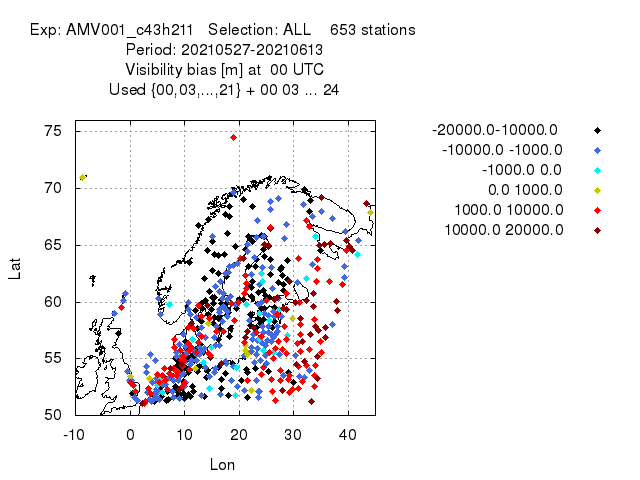 Exp: AMV001_c43h211 Selection: ALL 653 stations
Period: 20210527-20210613
Visibility bias [m] at 00 UTC
Used {00,03,...,21} + 00 03 ... 24
-20000.0-10000.0
-10000.0 -1000.0
-1000.0 0.0
0.0 1000.0
1000.0 10000.0
10000.0 20000.0
75
70
65
60
55
50
Lat
-10 0 10 20 30 40
Lon